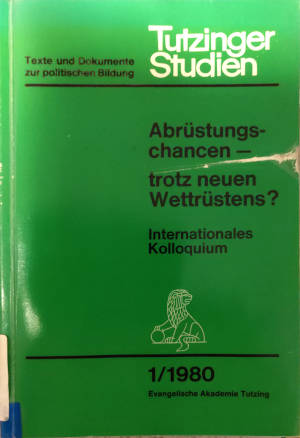 Tutzinger
Studien
Texte und Dokumente
zur politischen Bildung
Abrüstungs-
chancen —
trotz neuen
Wettrüstens?
Internationales
Kolloquium
1/1980
Evangelische Akademie Tutzing